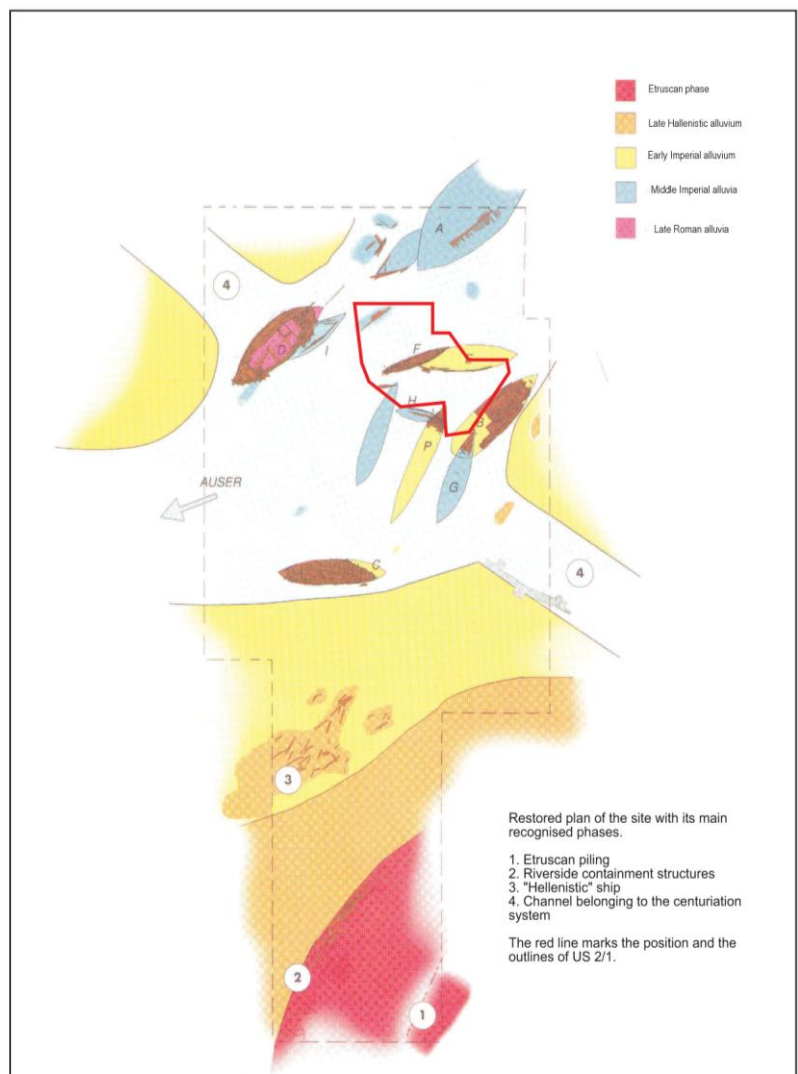 Etruscan phase
Late Hallenistic alluvium
Early Imperial alluvium
Middle Imperial alluvia
Late Roman alluvia
A
4
D
I
F
E
H
B
P
G
AUSER
C
4
3
Restored plan of the site with its main
recognised phases.
1. Etruscan piling
2. Riverside containment structures
3. "Hellenistic" ship
4. Channel belonging to the centuriation
system
The red line marks the position and the
outlines of US 2/1.
2
1